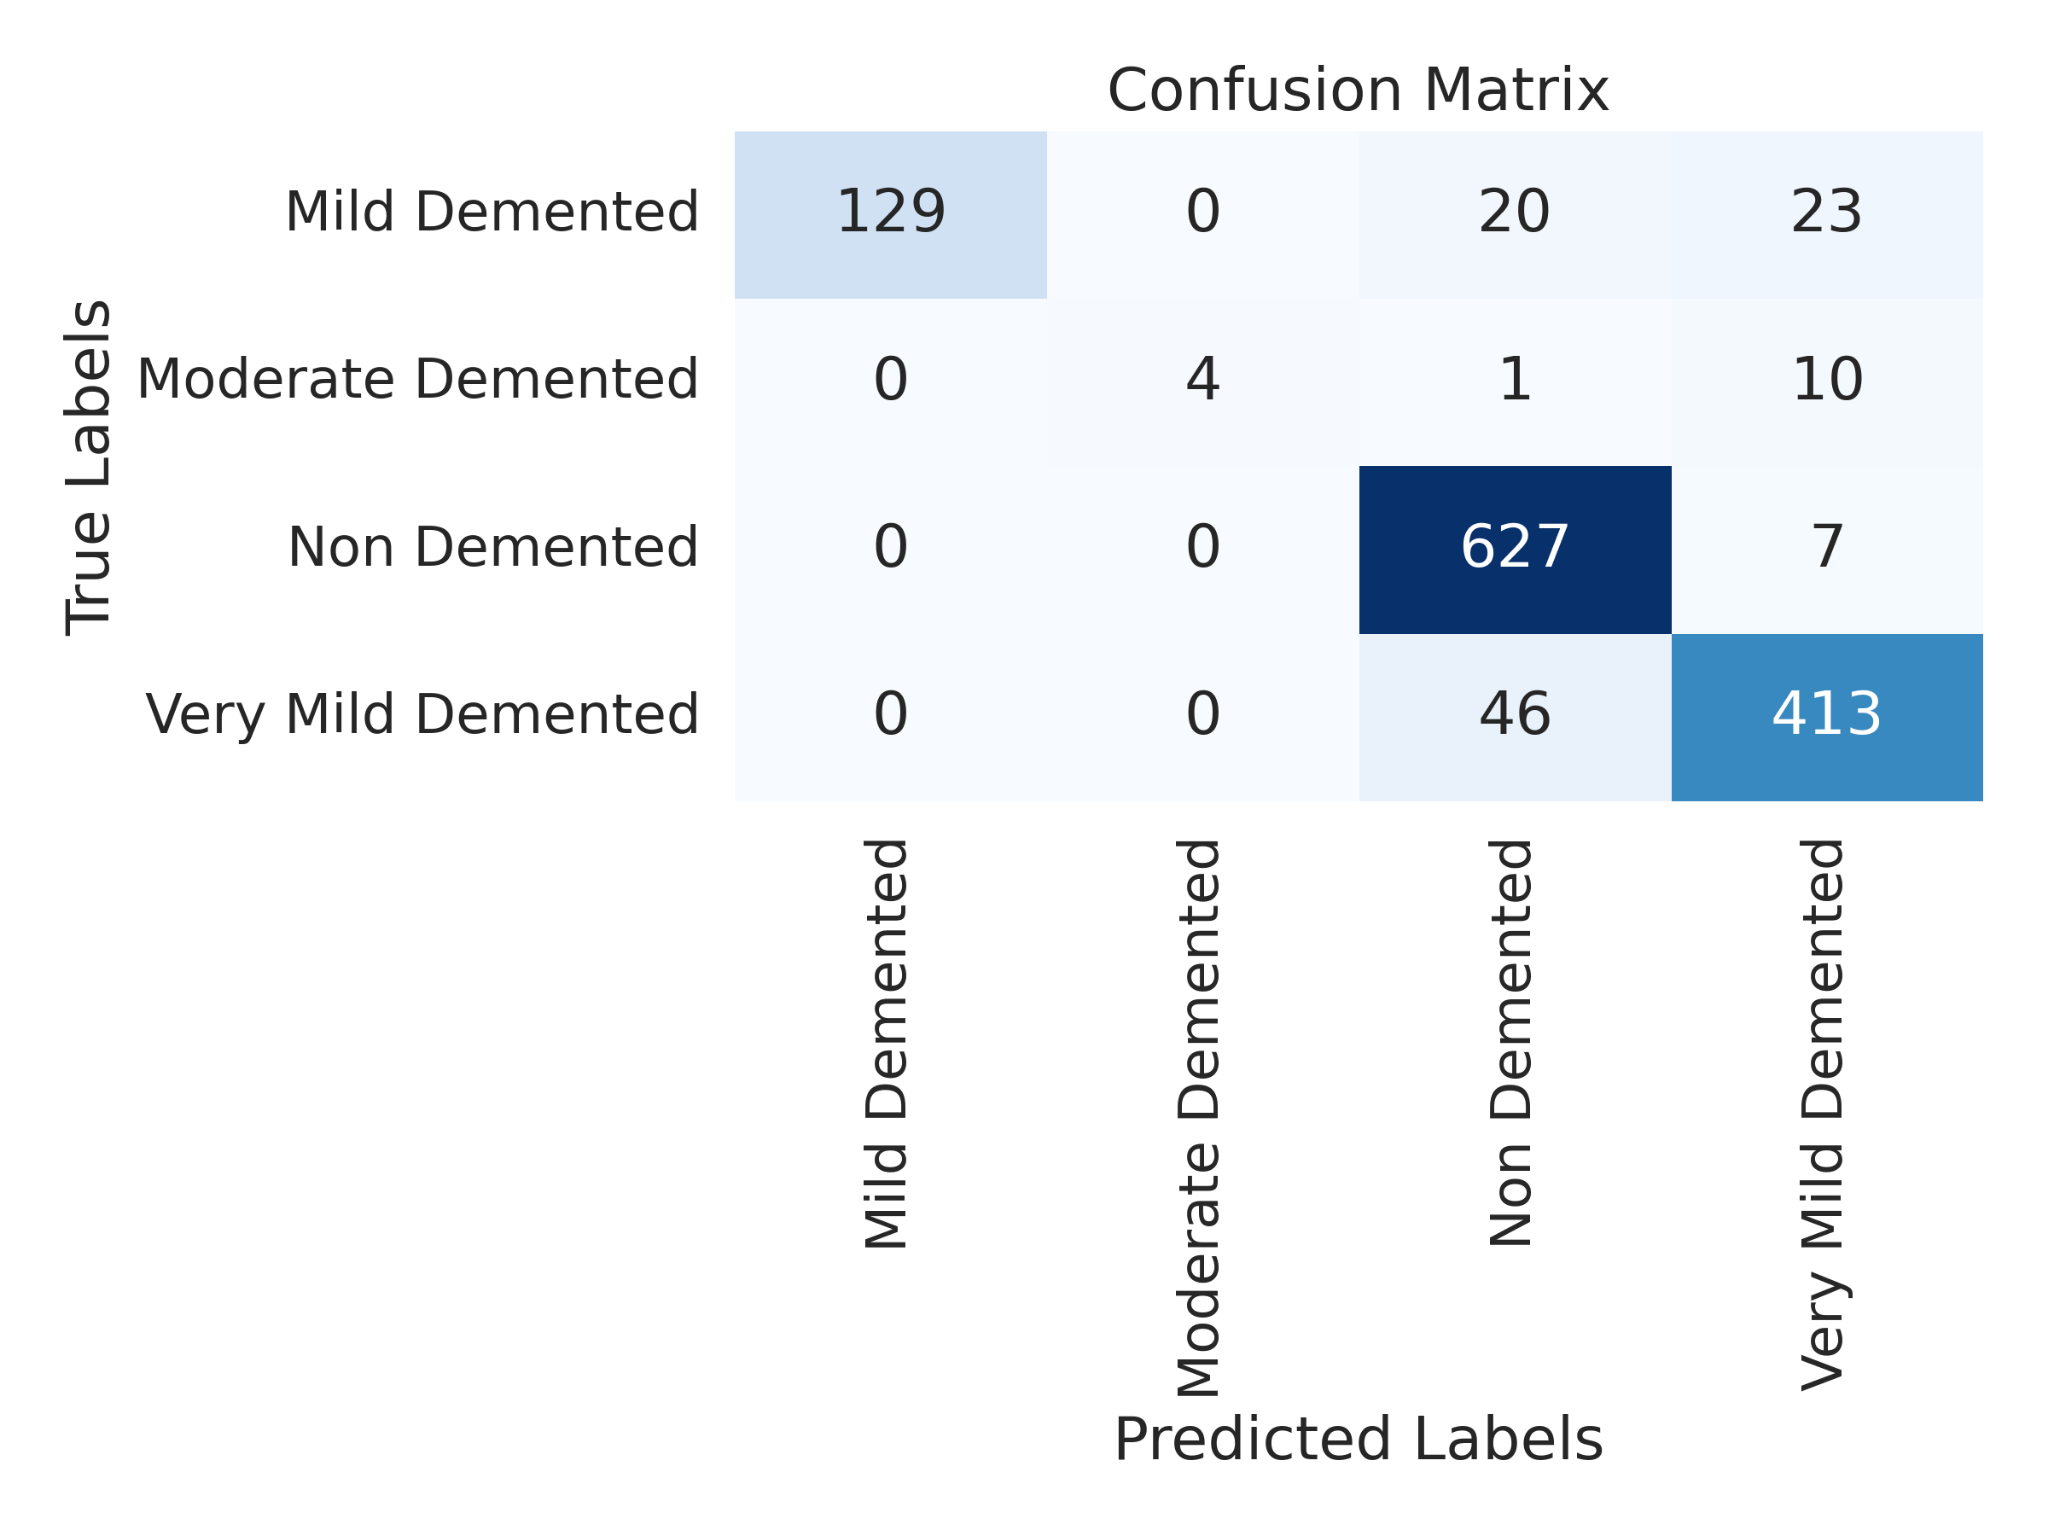 Confusion Matrix
True Labels
Mild Demented 129 0 20 23
Moderate Demented 0 4 1 10
Non Demented 0 0 627 7
Very Mild Demented 0 0 46 413
Mild Demented
Moderate Demented
Non Demented
Very Mild Demented
Predicted Labels